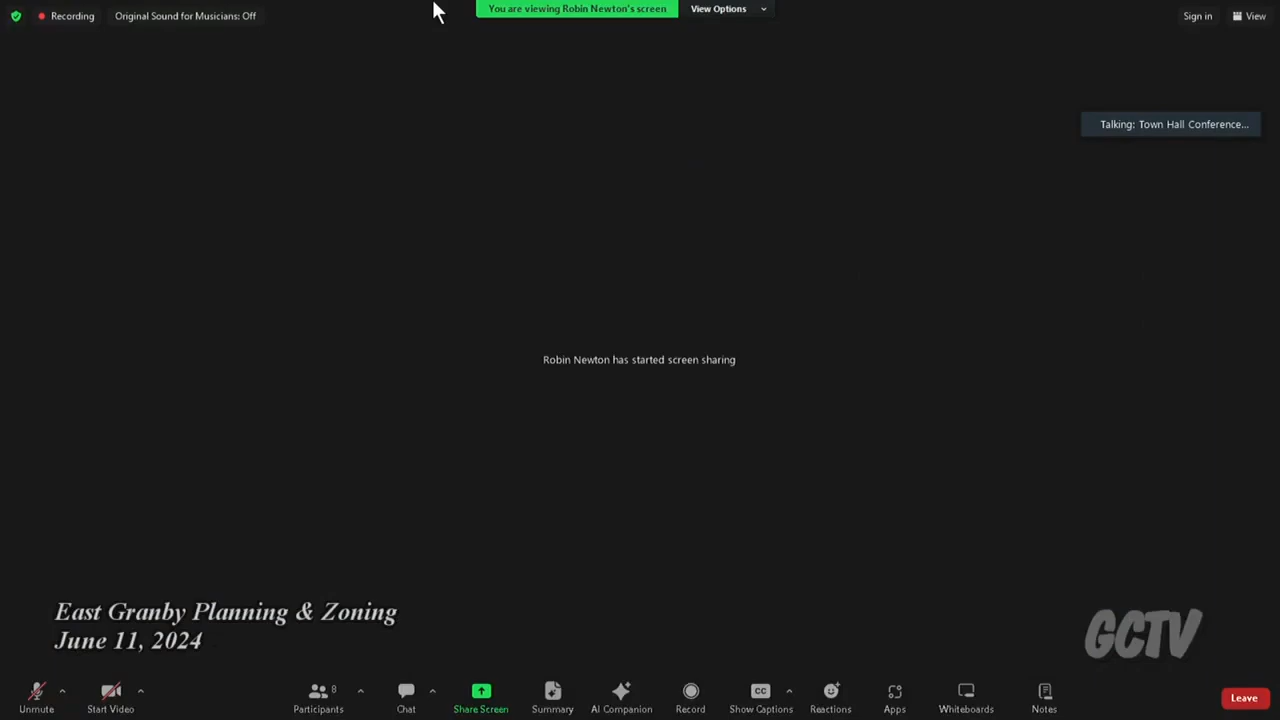 You are viewing Robin Newton's screen
View Options
Recording
Original Sound for Musicians: Off
Sign in
View
Talking: Town Hall Conference...
Robin Newton has started screen sharing
East Granby Planning & Zoning
June 11, 2024
GCTV
8
CC
Unmute
Start Video
Participants
Chat
Share Screen
Summary
AI Companion
Record
Show Captions
Reactions
Apps
Whiteboards
Notes
Leave